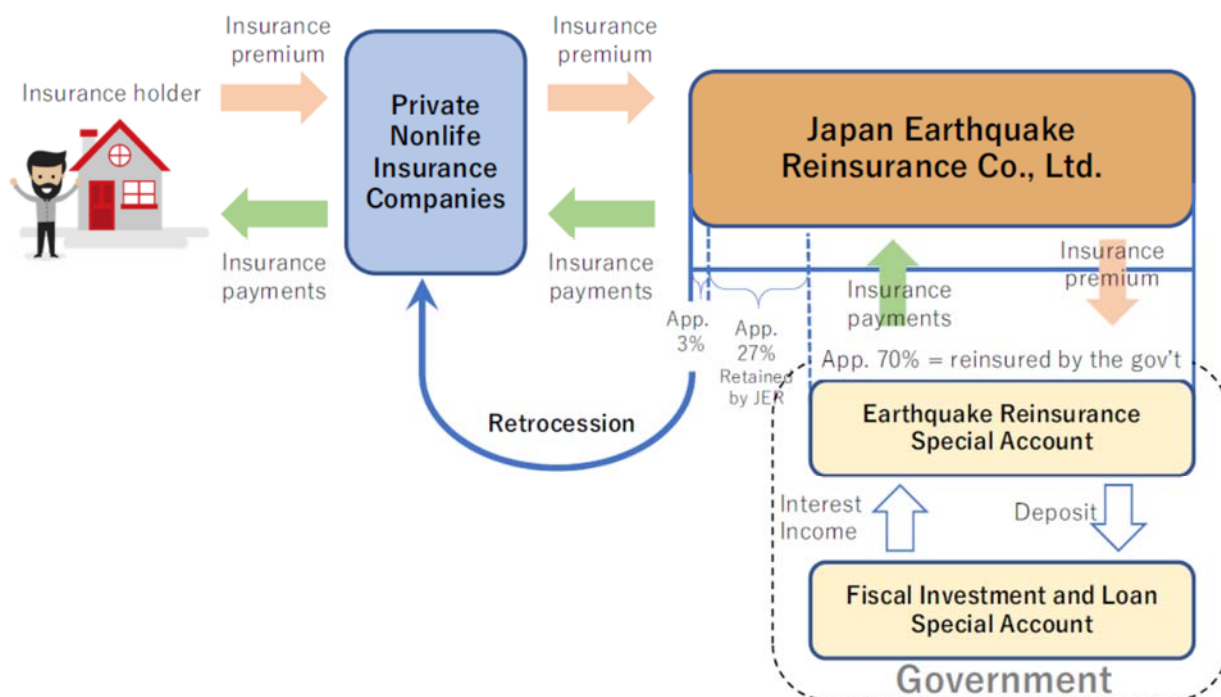 Insurance
premium
Insurance
premium
Insurance holder
Private
Nonlife
Insurance
Companies
Japan Earthquake
Reinsurance Co., Ltd.
Insurance
payments
Insurance
payments
Insurance
payments
Insurance
premium
App.
3%
App.
27%
Retained
by JER
App. 70% = reinsured by the gov't
Retrocession
Earthquake Reinsurance
Special Account
Interest
Income
Deposit
Fiscal Investment and Loan
Special Account
Government